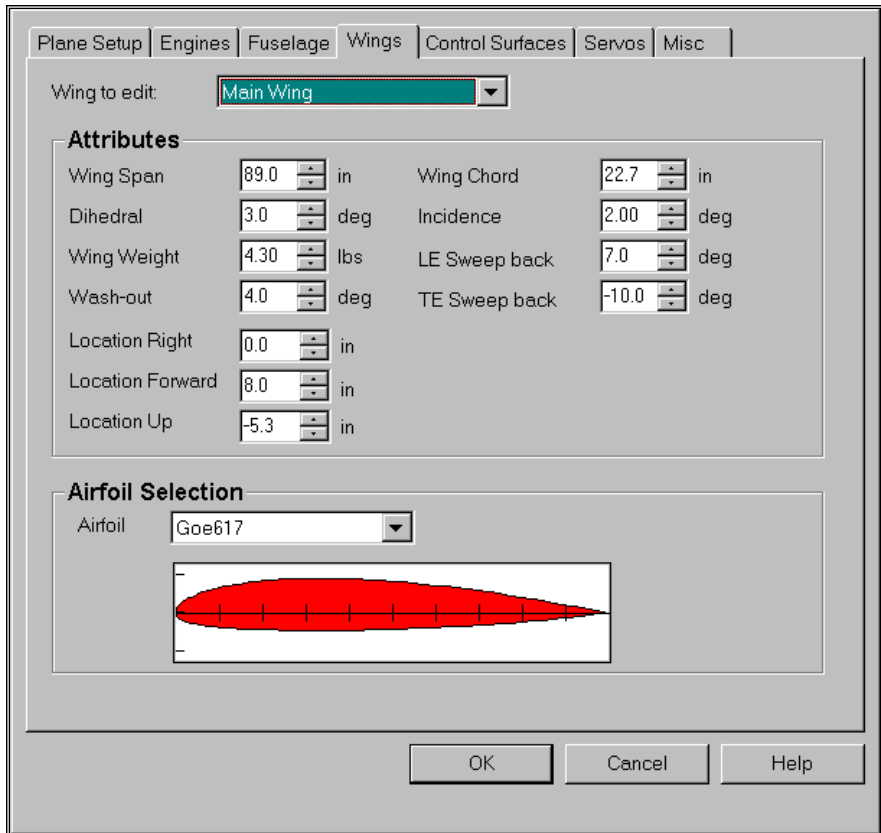 Plane Setup Engines Fuselage Wings Control Surfaces Servos Misc
Wing to edit: Main Wing
Attributes
Wing Span 89.0 in Wing Chord 22.7 in
Dihedral 3.0 deg Incidence 2.00 deg
Wing Weight 4.30 lbs LE Sweep back 7.0 deg
Wash-out 4.0 deg TE Sweep back -10.0 deg
Location Right 0.0 in
Location Forward 8.0 in
Location Up -5.3 in
Airfoil Selection
Airfoil Goe617
OK Cancel Help